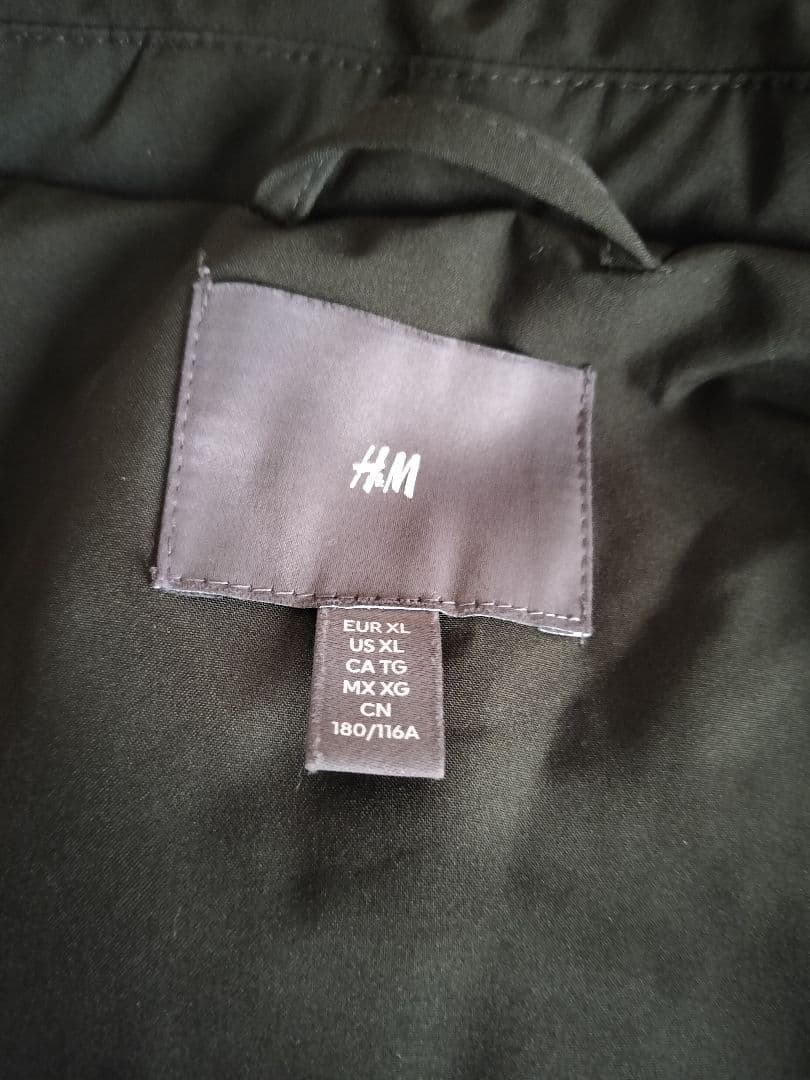 H&M
EUR XL
US XL
CA TG
MX XG
CN
180/116A